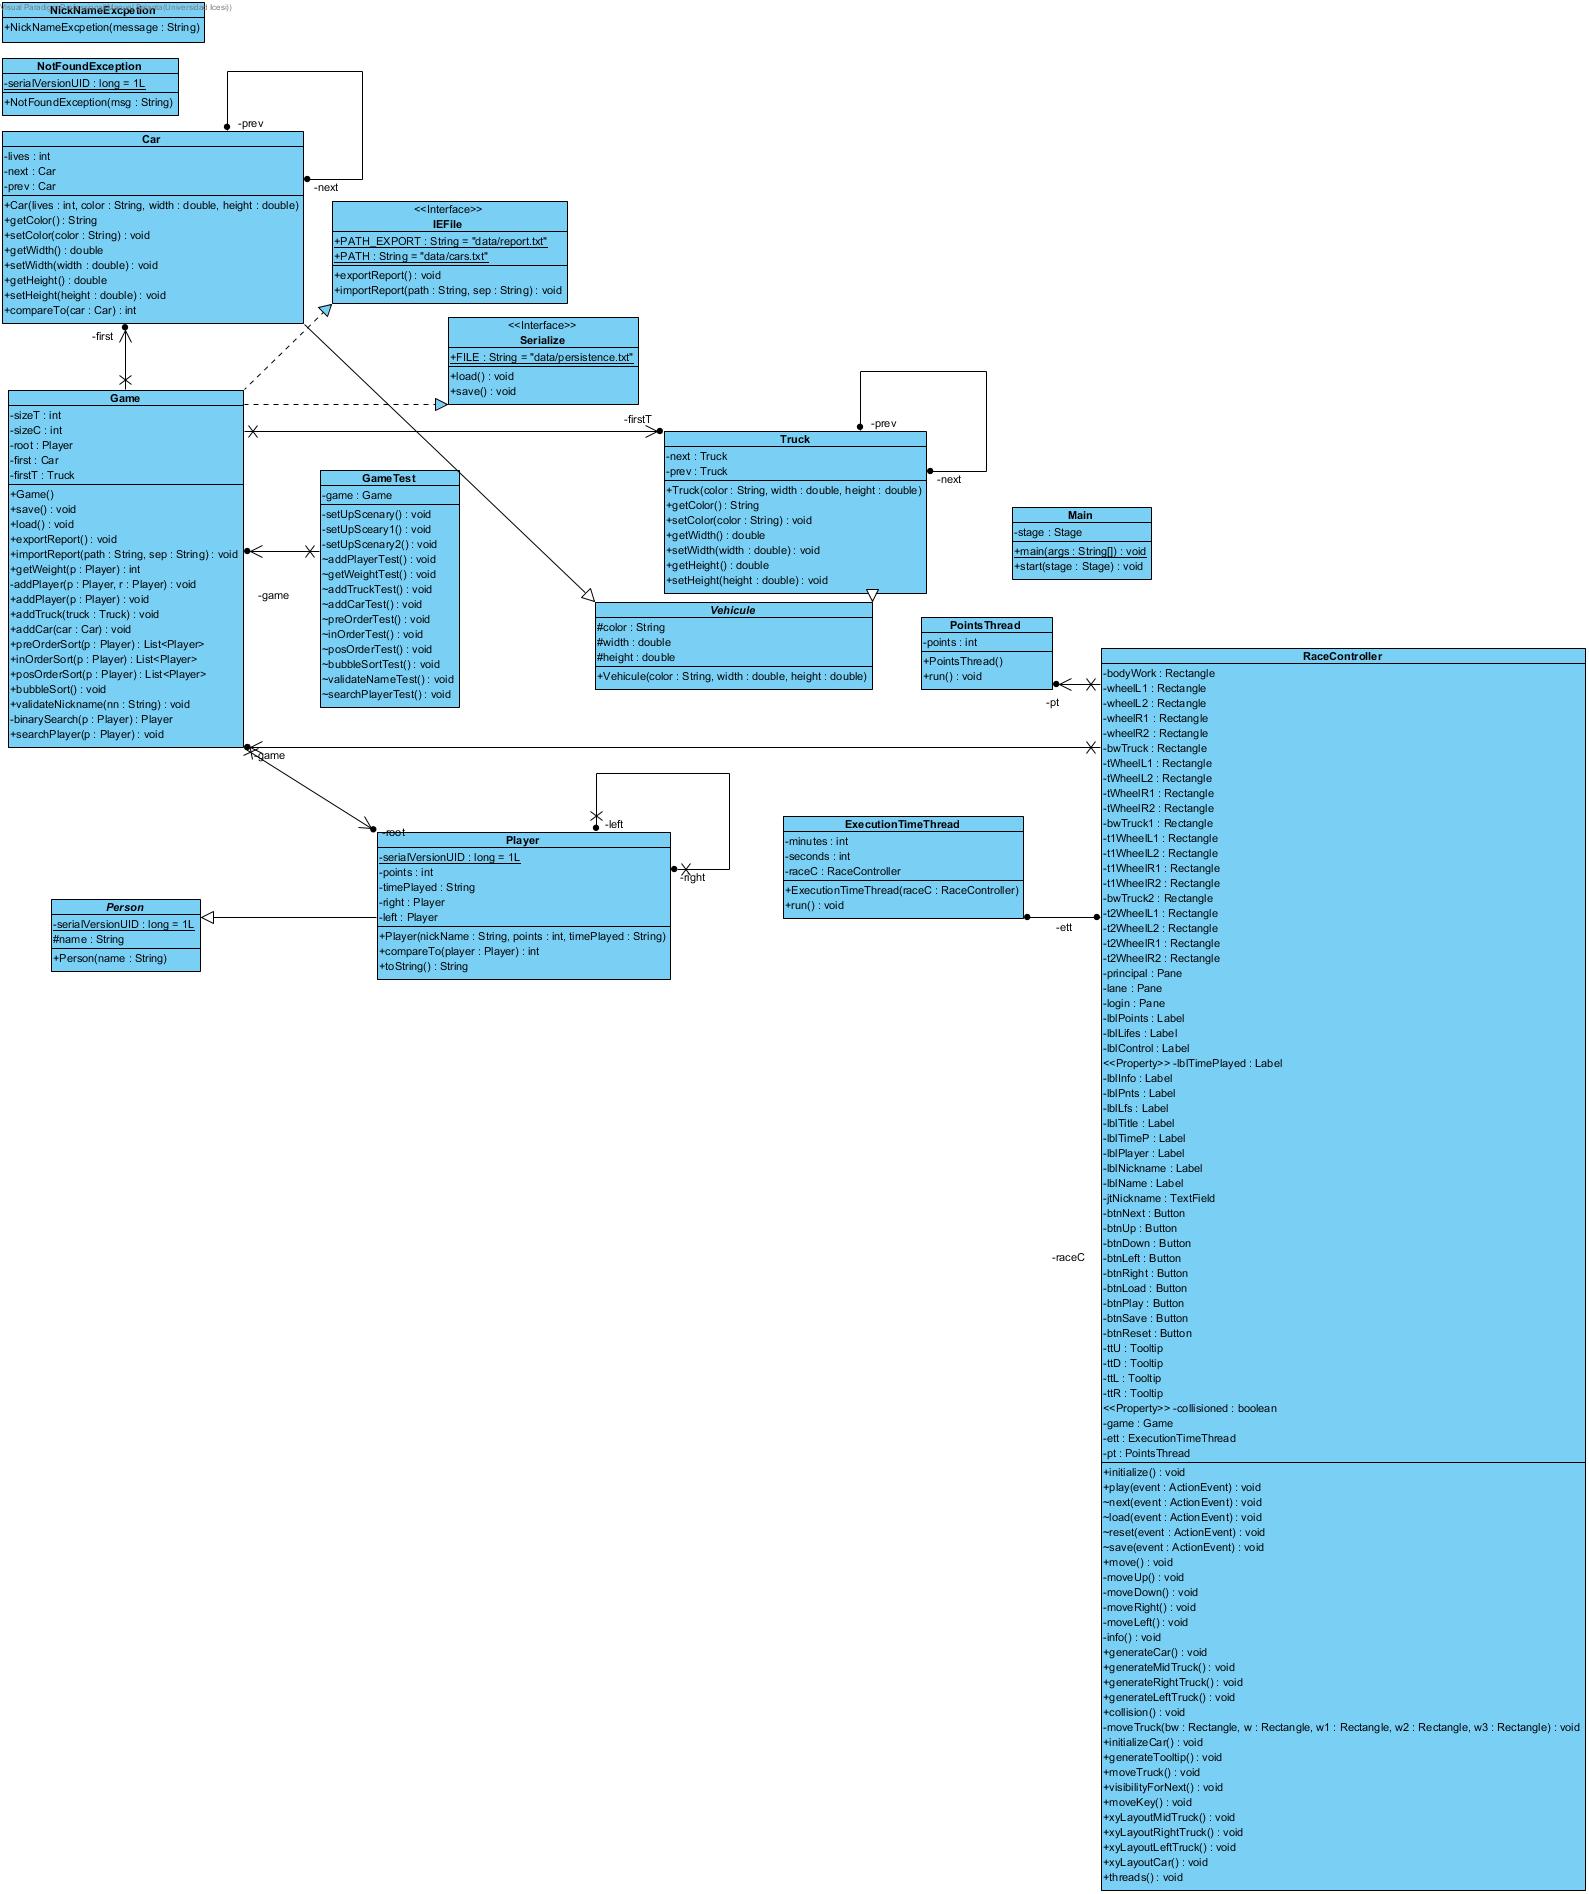 NickNameExcpetion
+NickNameExcpetion(message : String)
NotFoundException
-serialVersionUID : long = 1L
+NotFoundException(msg : String)
-prev
-next
Car
-lives : int
-next : Car
-prev : Car
+Car(lives : int, color : String, width : double, height : double)
+getColor() : String
+setColor(color : String) : void
+getWidth() : double
+setWidth(width : double) : void
+getHeight() : double
+setHeight(height : double) : void
+compareTo(car : Car) : int
-first
<<Interface>>
IEFile
+PATH_EXPORT : String = "data/report.txt"
+PATH : String = "data/cars.txt"
+exportReport() : void
+importReport(path : String, sep : String) : void
<<Interface>>
Serialize
+FILE : String = "data/persistence.txt"
+load() : void
+save() : void
Game
-sizeT : int
-sizeC : int
-root : Player
-first : Car
-firstT : Truck
+Game()
+save() : void
+load() : void
+exportReport() : void
+importReport(path : String, sep : String) : void
+getWeight(p : Player) : int
-addPlayer(p : Player, r : Player) : void
+addPlayer(p : Player) : void
+addTruck(truck : Truck) : void
+addCar(car : Car) : void
+preOrderSort(p : Player) : List<Player>
+inOrderSort(p : Player) : List<Player>
+posOrderSort(p : Player) : List<Player>
+bubbleSort() : void
+validateNickname(nn : String) : void
-binarySearch(p : Player) : Player
+searchPlayer(p : Player) : void
-firstT
GameTest
-game : Game
-setUpScenary() : void
-setUpSceary1() : void
-setUpScenary2() : void
~addPlayerTest() : void
~getWeightTest() : void
~addTruckTest() : void
~addCarTest() : void
~preOrderTest() : void
~inOrderTest() : void
~posOrderTest() : void
~bubbleSortTest() : void
~validateNameTest() : void
~searchPlayerTest() : void
-game
-prev
-next
Truck
-next : Truck
-prev : Truck
+Truck(color : String, width : double, height : double)
+getColor() : String
+setColor(color : String) : void
+getWidth() : double
+setWidth(width : double) : void
+getHeight() : double
+setHeight(height : double) : void
Vehicule
#color : String
#width : double
#height : double
+Vehicule(color : String, width : double, height : double)
Main
-stage : Stage
+main(args : String[]) : void
+start(stage : Stage) : void
PointsThread
-points : int
+PointsThread()
+run() : void
-pt
-game
-root
-left
-right
Player
-serialVersionUID : long = 1L
-points : int
-timePlayed : String
-right : Player
-left : Player
+Player(nickName : String, points : int, timePlayed : String)
+compareTo(player : Player) : int
+toString() : String
Person
-serialVersionUID : long = 1L
#name : String
+Person(name : String)
ExecutionTimeThread
-minutes : int
-seconds : int
-raceC : RaceController
+ExecutionTimeThread(raceC : RaceController)
+run() : void
-ett
-raceC
RaceController
-bodyWork : Rectangle
-wheelL1 : Rectangle
-wheelL2 : Rectangle
-wheelR1 : Rectangle
-wheelR2 : Rectangle
-bwTruck : Rectangle
-tWheelL1 : Rectangle
-tWheelL2 : Rectangle
-tWheelR1 : Rectangle
-tWheelR2 : Rectangle
-bwTruck1 : Rectangle
-t1WheelL1 : Rectangle
-t1WheelL2 : Rectangle
-t1WheelR1 : Rectangle
-t1WheelR2 : Rectangle
-bwTruck2 : Rectangle
-t2WheelL1 : Rectangle
-t2WheelL2 : Rectangle
-t2WheelR1 : Rectangle
-t2WheelR2 : Rectangle
-principal : Pane
-lane : Pane
-login : Pane
-lblPoints : Label
-lblLifes : Label
-lblControl : Label
<<Property>> -lblTimePlayed : Label
-lblInfo : Label
-lblPnts : Label
-lblLfs : Label
-lblTitle : Label
-lblTimeP : Label
-lblPlayer : Label
-lblNickname : Label
-lblName : Label
-jtNickname : TextField
-btnNext : Button
-btnUp : Button
-btnDown : Button
-btnLeft : Button
-btnRight : Button
-btnLoad : Button
-btnPlay : Button
-btnSave : Button
-btnReset : Button
-ttU : Tooltip
-ttD : Tooltip
-ttL : Tooltip
-ttR : Tooltip
<<Property>> -collisioned : boolean
-game : Game
-ett : ExecutionTimeThread
-pt : PointsThread
+initialize() : void
+play(event : ActionEvent) : void
~next(event : ActionEvent) : void
~load(event : ActionEvent) : void
~reset(event : ActionEvent) : void
~save(event : ActionEvent) : void
+move() : void
-moveUp() : void
-moveDown() : void
-moveRight() : void
-moveLeft() : void
-info() : void
+generateCar() : void
+generateMidTruck() : void
+generateRightTruck() : void
+generateLeftTruck() : void
+collision() : void
-moveTruck(bw : Rectangle, w : Rectangle, w1 : Rectangle, w2 : Rectangle, w3 : Rectangle) : void
+initializeCar() : void
+generateTooltip() : void
+moveTruck() : void
+visibilityForNext() : void
+moveKey() : void
+xyLayoutMidTruck() : void
+xyLayoutRightTruck() : void
+xyLayoutLeftTruck() : void
+xyLayoutCar() : void
+threads() : void